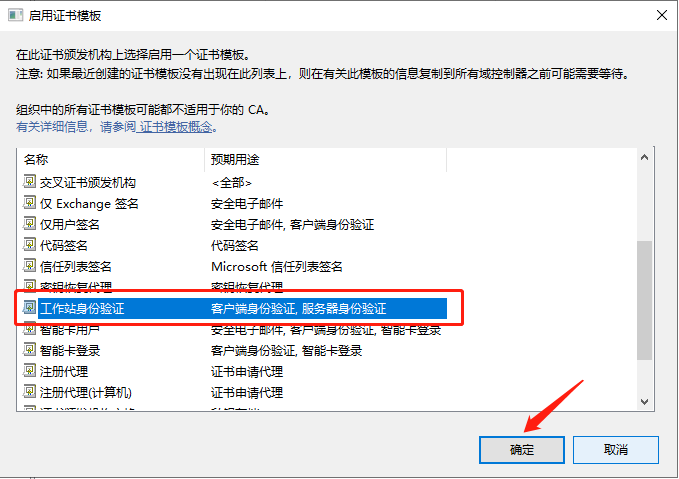 启用证书模板
在此证书颁发机构上选择启用一个证书模板。
注意: 如果最近创建的证书模板没有出现在此列表上，则在有关此模板的信息复制到所有域控制器之前可能需要等待。
组织中的所有证书模板可能都不适用于你的 CA。
有关详细信息，请参阅 证书模板概念。
名称 预期用途
交叉证书颁发机构 <全部>
仅 Exchange 签名 安全电子邮件
仅用户签名 安全电子邮件, 客户端身份验证
代码签名 代码签名
信任列表签名 Microsoft 信任列表签名
密钥恢复代理 密钥恢复代理
工作站身份验证 客户端身份验证, 服务器身份验证
智能卡用户 安全电子邮件, 客户端身份验证, 智能卡登录
智能卡登录 客户端身份验证, 智能卡登录
注册代理 证书申请代理
注册代理(计算机) 证书申请代理
确定 取消